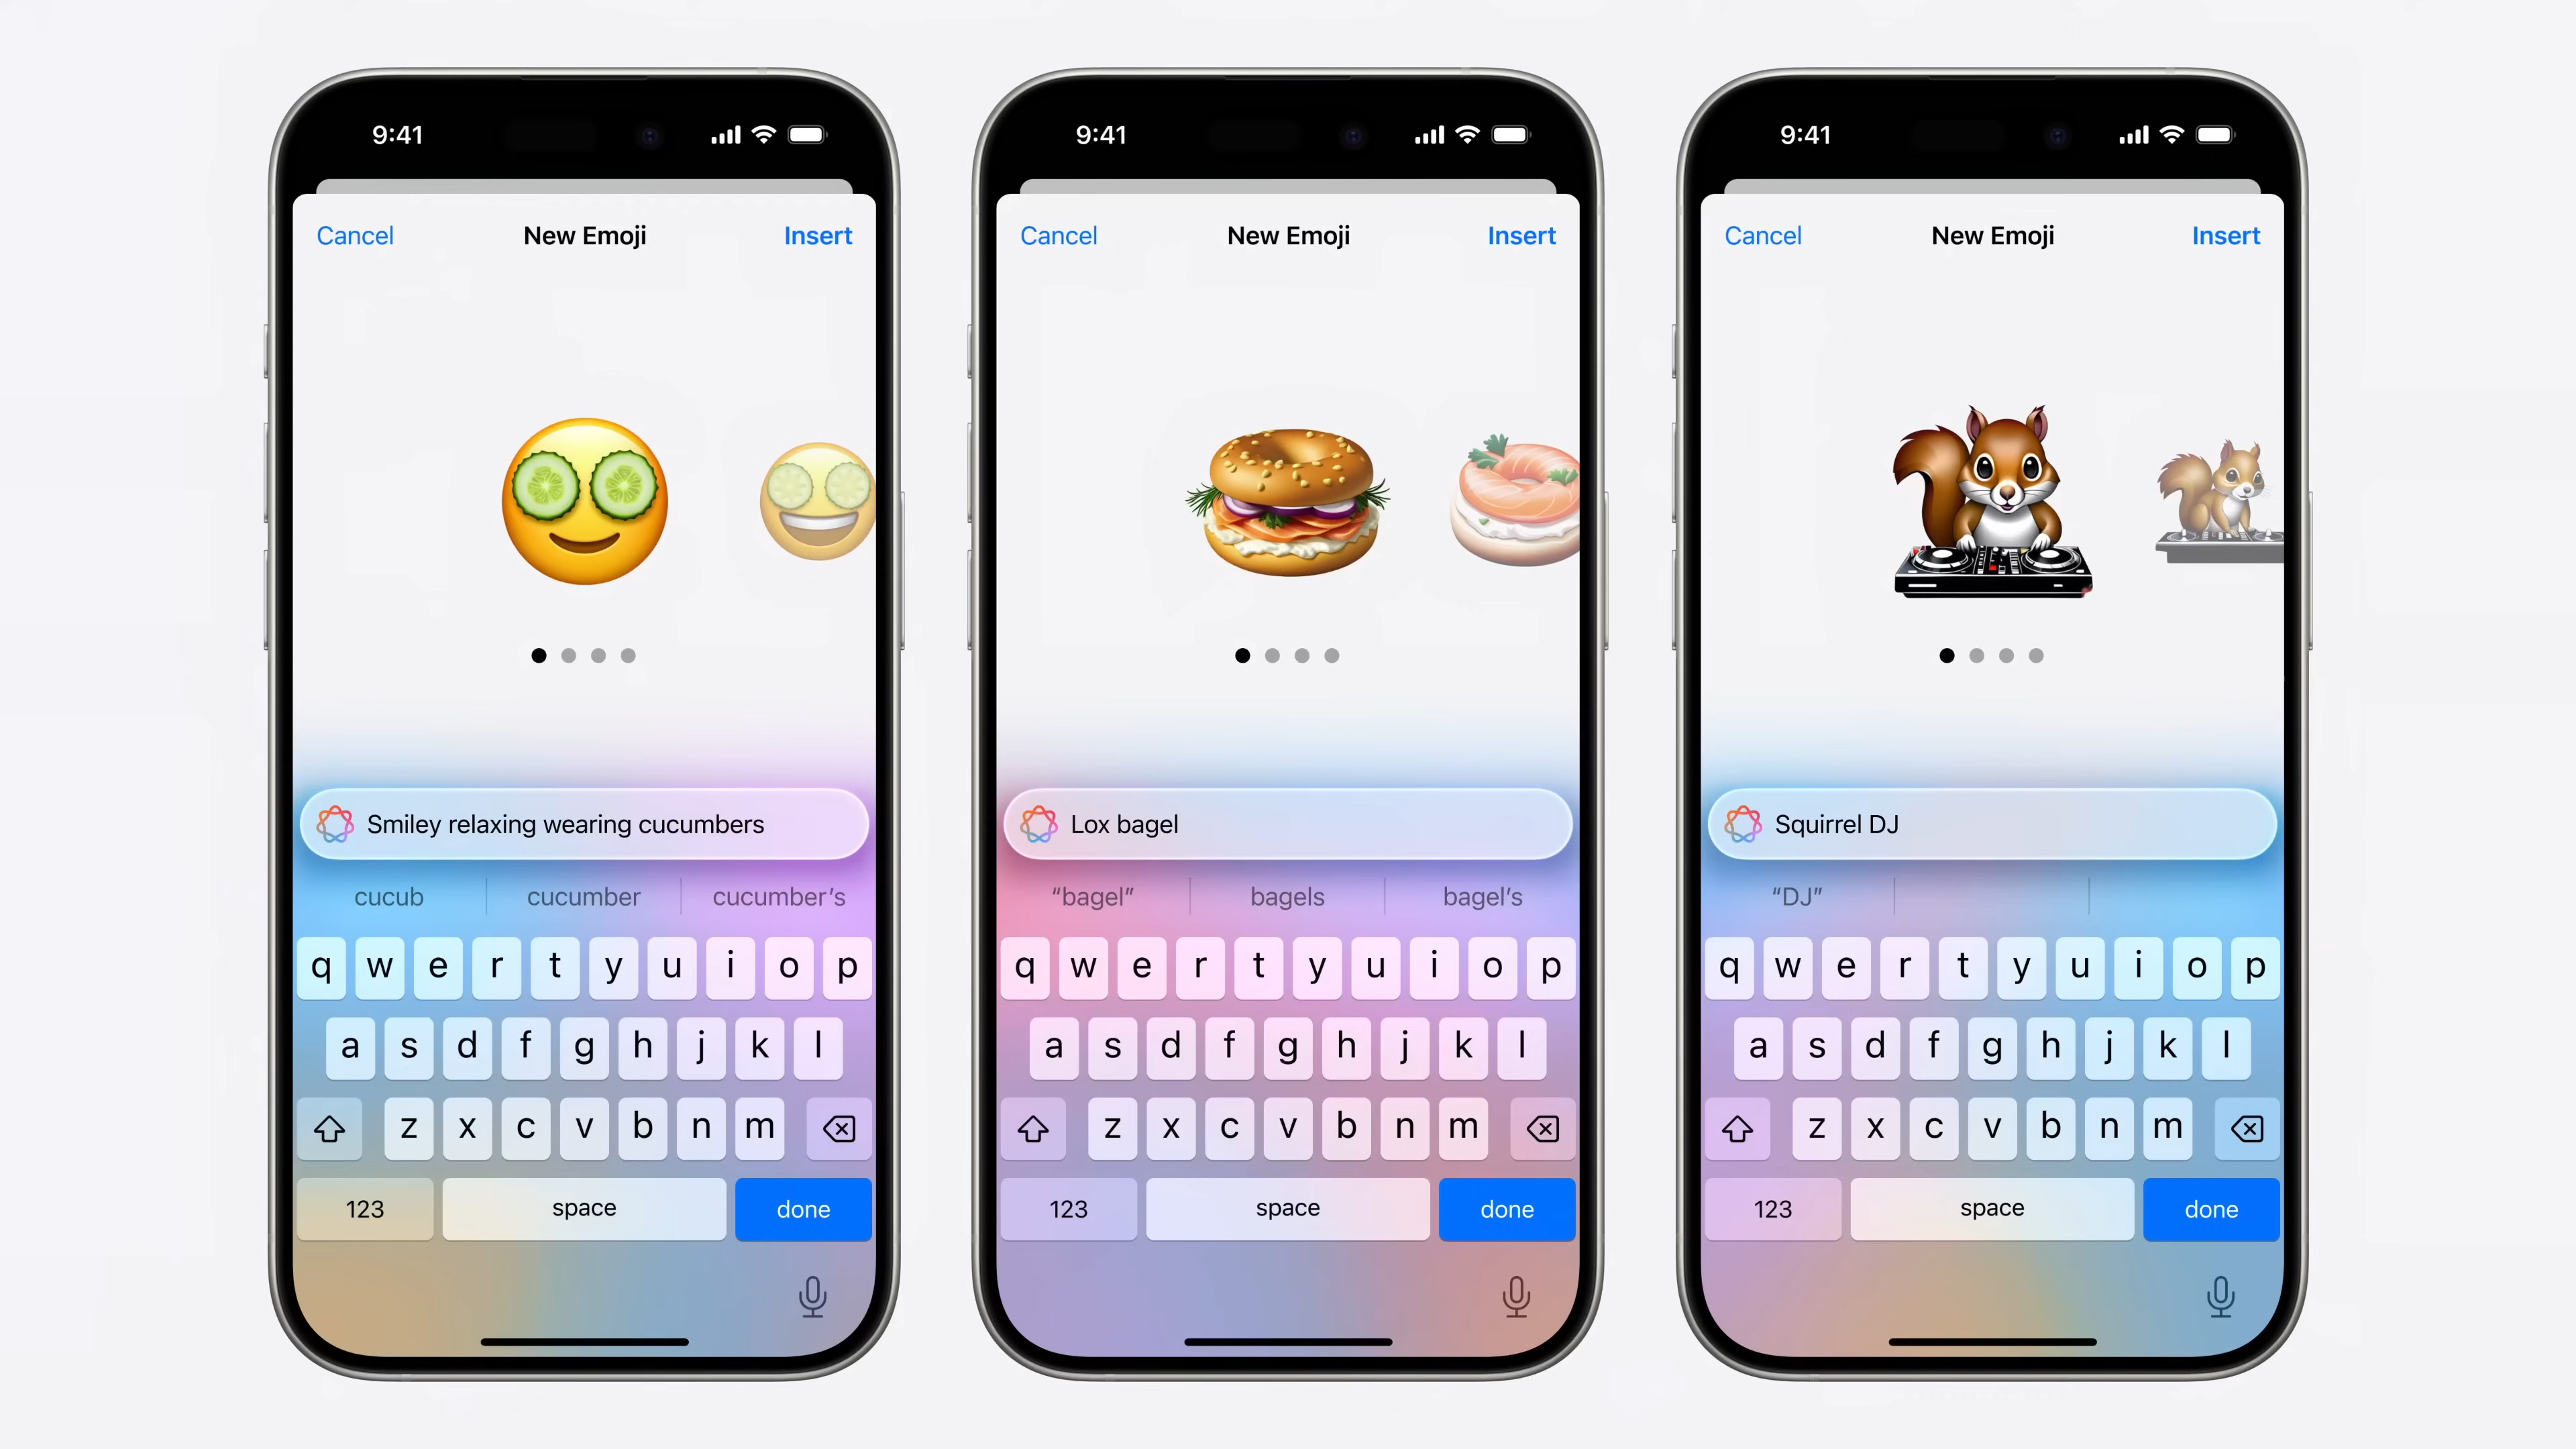 9:41
Cancel New Emoji Insert
Smiley relaxing wearing cucumbers
cucub cucumber cucumber’s
q w e r t y u i o p
a s d f g h j k l
z x c v b n m
123 space done
9:41
Cancel New Emoji Insert
Lox bagel
“bagel” bagels bagel’s
q w e r t y u i o p
a s d f g h j k l
z x c v b n m
123 space done
9:41
Cancel New Emoji Insert
Squirrel DJ
“DJ”
q w e r t y u i o p
a s d f g h j k l
z x c v b n m
123 space done